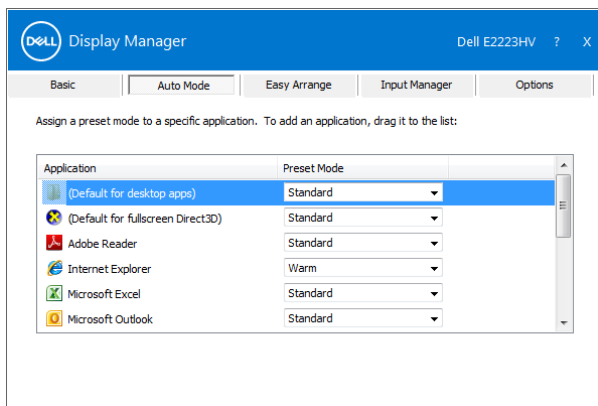 DELL Display Manager Dell E2223HV ? X
Basic Auto Mode Easy Arrange Input Manager Options
Assign a preset mode to a specific application. To add an application, drag it to the list:
Application Preset Mode
(Default for desktop apps) Standard
(Default for fullscreen Direct3D) Standard
Adobe Reader Standard
Internet Explorer Warm
Microsoft Excel Standard
Microsoft Outlook Standard